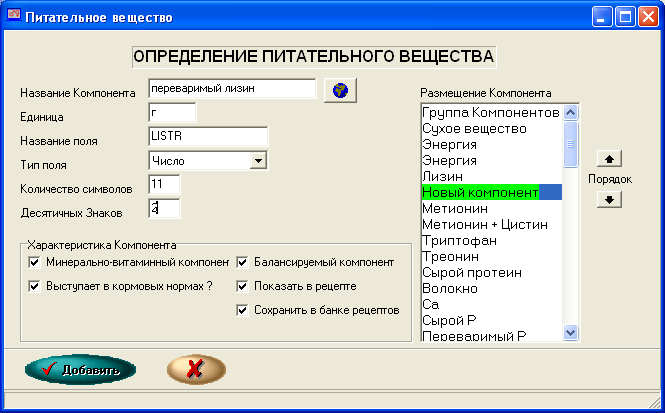 Питательное вещество
ОПРЕДЕЛЕНИЕ ПИТАТЕЛЬНОГО ВЕЩЕСТВА
Название Компонента
переваримый лизин
Единица
г
Название поля
LISTR
Тип поля
Число
Количество символов
11
Десятичных Знаков
4
Характеристика Компонента
Минерально-витаминный компонен
Балансируемый компонент
Выступает в кормовых нормах ?
Показать в рецепте
Сохранить в банке рецептов
Размещение Компонента
Группа Компонентов
Сухое вещество
Энергия
Энергия
Лизин
Новый компонент
Метионин
Метионин + Цистин
Триптофан
Треонин
Сырой протеин
Волокно
Ca
Сырой P
Переваримый P
Порядок
Добавить